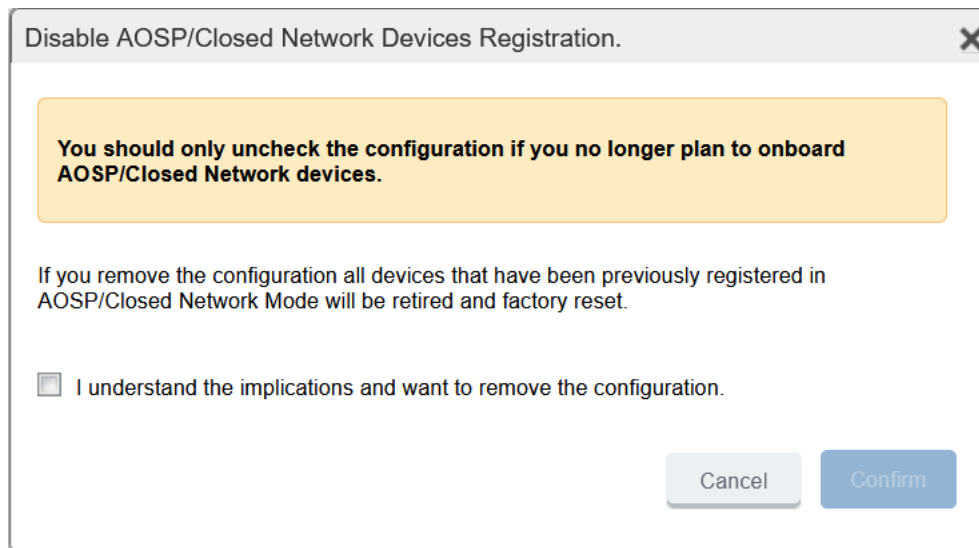 Disable AOSP/Closed Network Devices Registration.
You should only uncheck the configuration if you no longer plan to onboard
AOSP/Closed Network devices.
If you remove the configuration all devices that have been previously registered in
AOSP/Closed Network Mode will be retired and factory reset.
I understand the implications and want to remove the configuration.
Cancel
Confirm